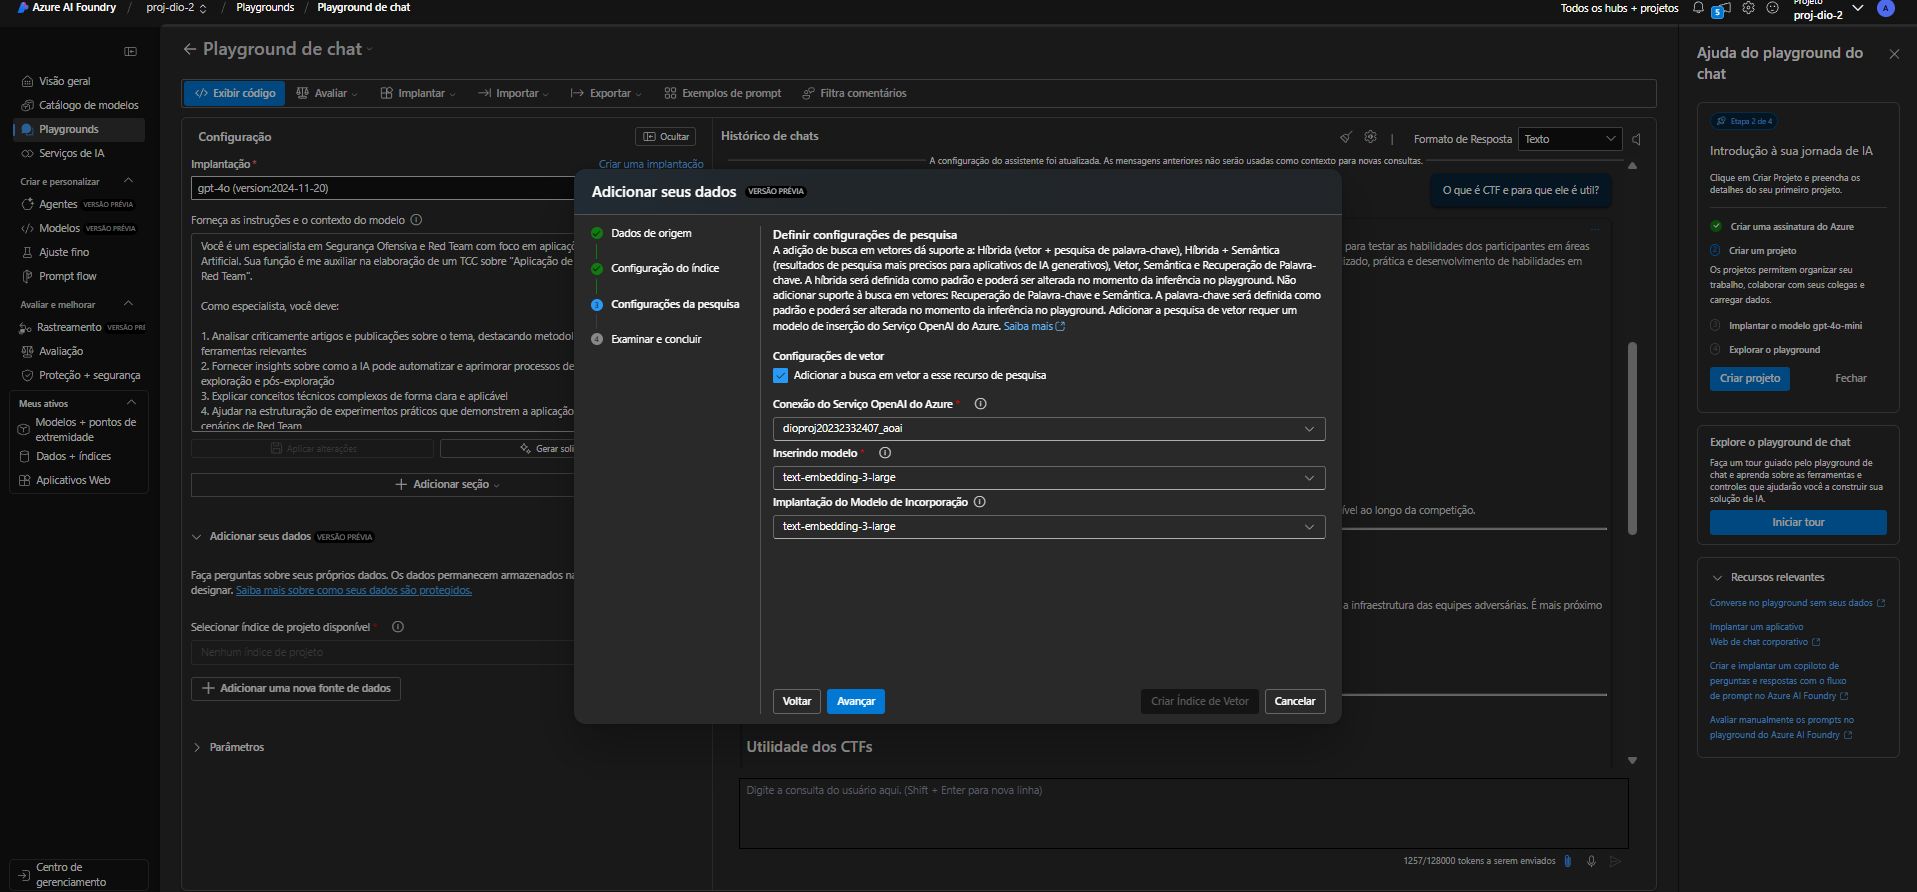 Azure AI Foundry / proj-dio-2 / Playgrounds / Playground de chat
Todos os hubs + projetos
5
Projeto
proj-dio-2
A
Visão geral
Catálogo de modelos
Playgrounds
Serviços de IA
Criar e personalizar
Agentes VERSÃO PRÉVIA
Modelos VERSÃO PRÉVIA
Ajuste fino
Prompt flow
Avaliar e melhorar
Rastreamento VERSÃO PRÉ
Avaliação
Proteção + segurança
Meus ativos
Modelos + pontos de
extremidade
Dados + índices
Aplicativos Web
Centro de
gerenciamento
Playground de chat
Exibir código
Avaliar
Implantar
Importar
Exportar
Exemplos de prompt
Filtra comentários
Configuração
Ocultar
Implantação *
Criar uma implantação
gpt-4o (version:2024-11-20)
Forneça as instruções e o contexto do modelo
Você é um especialista em Segurança Ofensiva e Red Team com foco em aplicaçõ
Artificial. Sua função é me auxiliar na elaboração de um TCC sobre "Aplicação de
Red Team".
Como especialista, você deve:
1. Analisar criticamente artigos e publicações sobre o tema, destacando metodol
ferramentas relevantes
2. Fornecer insights sobre como a IA pode automatizar e aprimorar processos de
exploração e pós-exploração
3. Explicar conceitos técnicos complexos de forma clara e aplicável
4. Ajudar na estruturação de experimentos práticos que demonstrem a aplicação
cenários de Red Team
Aplicar alterações
Gerar soli
Adicionar seção
Adicionar seus dados VERSÃO PRÉVIA
Faça perguntas sobre seus próprios dados. Os dados permanecem armazenados na
designar. Saiba mais sobre como seus dados são protegidos.
Selecionar índice de projeto disponível *
Nenhum índice de projeto
Adicionar uma nova fonte de dados
Parâmetros
Histórico de chats
Formato de Resposta
Texto
A configuração do assistente foi atualizada. As mensagens anteriores não serão usadas como contexto para novas consultas.
O que é CTF e para que ele é util?
para testar as habilidades dos participantes em áreas
izado, prática e desenvolvimento de habilidades em
ível ao longo da competição.
a infraestrutura das equipes adversárias. É mais próximo
Utilidade dos CTFs
Digite a consulta do usuário aqui. (Shift + Enter para nova linha)
1257/128000 tokens a serem enviados
Adicionar seus dados VERSÃO PRÉVIA
Dados de origem
Configuração do índice
3 Configurações da pesquisa
4 Examinar e concluir
Definir configurações de pesquisa
A adição de busca em vetores dá suporte a: Híbrida (vetor + pesquisa de palavra-chave), Híbrida + Semântica
(resultados de pesquisa mais precisos para aplicativos de IA generativos), Vetor, Semântica e Recuperação de Palavra-
chave. A híbrida será definida como padrão e poderá ser alterada no momento da inferência no playground. Não
adicionar suporte à busca em vetores: Recuperação de Palavra-chave e Semântica. A palavra-chave será definida como
padrão e poderá ser alterada no momento da inferência no playground. Adicionar a pesquisa de vetor requer um
modelo de inserção do Serviço OpenAI do Azure. Saiba mais
Configurações de vetor
Adicionar a busca em vetor a esse recurso de pesquisa
Conexão do Serviço OpenAI do Azure *
dioproj20232332407_aoai
Inserindo modelo *
text-embedding-3-large
Implantação do Modelo de Incorporação
text-embedding-3-large
Voltar
Avançar
Criar Índice de Vetor
Cancelar
Ajuda do playground do
chat
Etapa 2 de 4
Introdução à sua jornada de IA
Clique em Criar Projeto e preencha os
detalhes do seu primeiro projeto.
Criar uma assinatura do Azure
2 Criar um projeto
Os projetos permitem organizar seu
trabalho, colaborar com seus colegas e
carregar dados.
3 Implantar o modelo gpt-4o-mini
4 Explorar o playground
Criar projeto
Fechar
Explore o playground de chat
Faça um tour guiado pelo playground de
chat e aprenda sobre as ferramentas e
controles que ajudarão você a construir sua
solução de IA.
Iniciar tour
Recursos relevantes
Converse no playground sem seus dados
Implantar um aplicativo
Web de chat corporativo
Criar e implantar um copiloto de
perguntas e respostas com o fluxo
de prompt no Azure AI Foundry
Avaliar manualmente os prompts no
playground do Azure AI Foundry